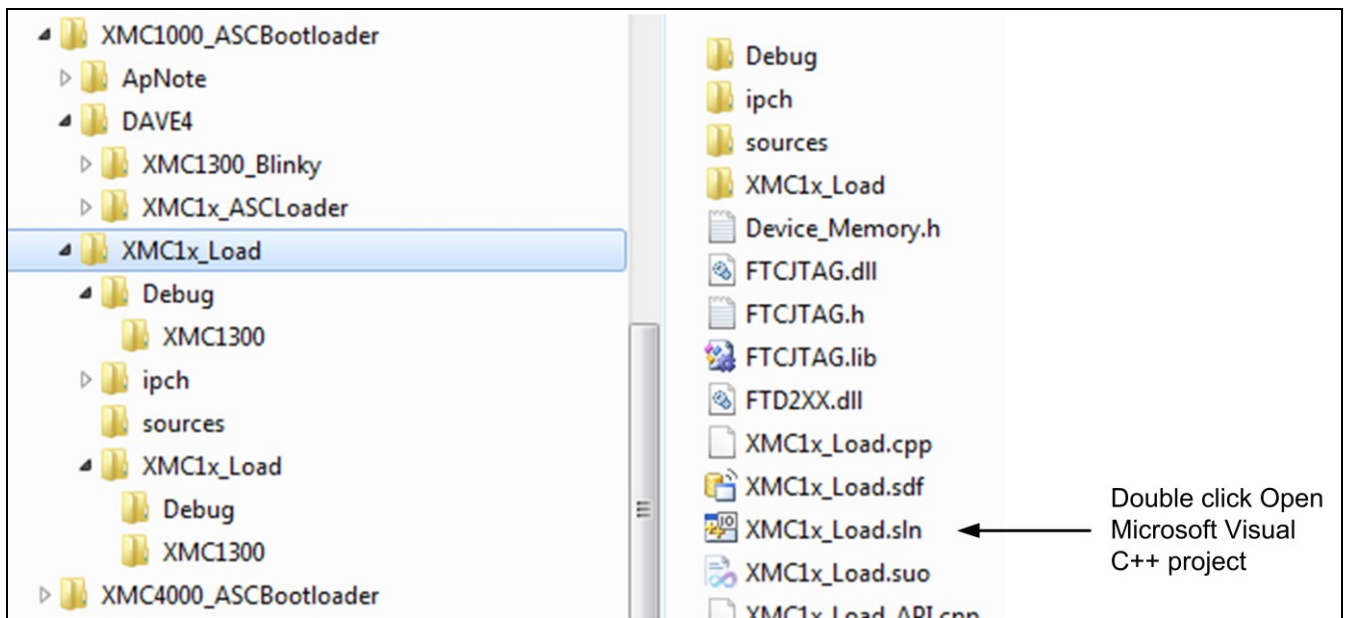 XMC1000_ASCBootloader
ApNote
DAVE4
XMC1300_Blinky
XMC1x_ASCLoader
XMC1x_Load
Debug
XMC1300
ipch
sources
XMC1x_Load
Debug
XMC1300
XMC4000_ASCBootloader
Debug
ipch
sources
XMC1x_Load
Device_Memory.h
FTCJTAG.dll
FTCJTAG.h
FTCJTAG.lib
FTD2XX.dll
XMC1x_Load.cpp
XMC1x_Load.sdf
XMC1x_Load.sln
XMC1x_Load.suo
XMC1x_Load_API.cpp
Double click Open
Microsoft Visual
C++ project